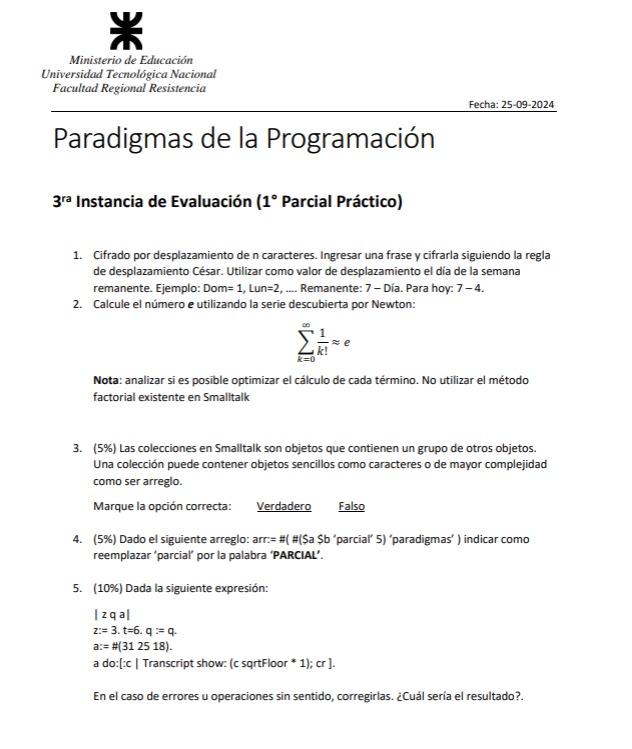 Ministerio de Educación
Universidad Tecnológica Nacional
Facultad Regional Resistencia
Fecha: 25-09-2024
Paradigmas de la Programación
3ra Instancia de Evaluación (1° Parcial Práctico)
1. Cifrado por desplazamiento de n caracteres. Ingresar una frase y cifrarla siguiendo la regla
de desplazamiento César. Utilizar como valor de desplazamiento el día de la semana
remanente. Ejemplo: Dom= 1, Lun=2, .... Remanente: 7 – Día. Para hoy: 7 – 4.
2. Calcule el número e utilizando la serie descubierta por Newton:
∞
∑ 1/k! ≈ e
k=0
Nota: analizar si es posible optimizar el cálculo de cada término. No utilizar el método
factorial existente en Smalltalk
3. (5%) Las colecciones en Smalltalk son objetos que contienen un grupo de otros objetos.
Una colección puede contener objetos sencillos como caracteres o de mayor complejidad
como ser arreglo.
Marque la opción correcta: Verdadero Falso
4. (5%) Dado el siguiente arreglo: arr:= #( #($a $b ‘parcial’ 5) ‘paradigmas’ ) indicar como
reemplazar ‘parcial’ por la palabra ‘PARCIAL’.
5. (10%) Dada la siguiente expresión:
| z q a|
z:= 3. t=6. q := q.
a:= #(31 25 18).
a do:[:c | Transcript show: (c sqrtFloor * 1); cr ].
En el caso de errores u operaciones sin sentido, corregirlas. ¿Cuál sería el resultado?.